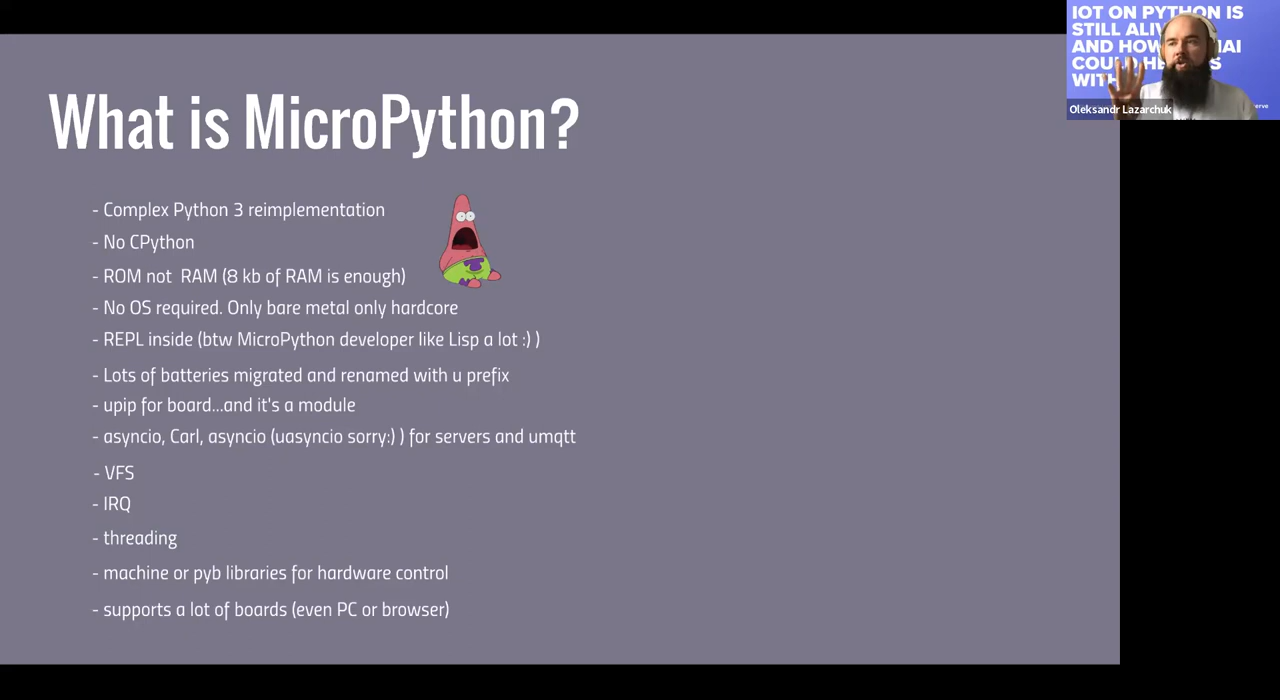 What is MicroPython?
- Complex Python 3 reimplementation
- No CPython
- ROM not  RAM (8 kb of RAM is enough)
- No OS required. Only bare metal only hardcore
- REPL inside (btw MicroPython developer like Lisp a lot :) )
- Lots of batteries migrated and renamed with u prefix
- upip for board...and it's a module
- asyncio, Carl, asyncio (uasyncio sorry:) ) for servers and umqtt
- VFS
- IRQ
- threading
- machine or pyb libraries for hardware control
- supports a lot of boards (even PC or browser)
IOT ON PYTHON IS
STILL
AND HOW
COULD
WITH
Oleksandr Lazarchuk